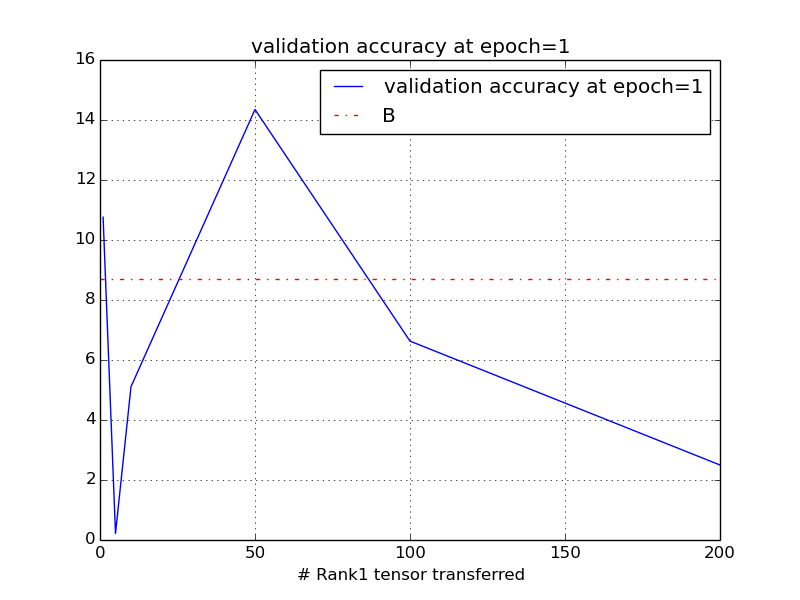 validation accuracy at epoch=1
validation accuracy at epoch=1
B
16
14
12
10
8
6
4
2
0
0 50 100 150 200
# Rank1 tensor transferred